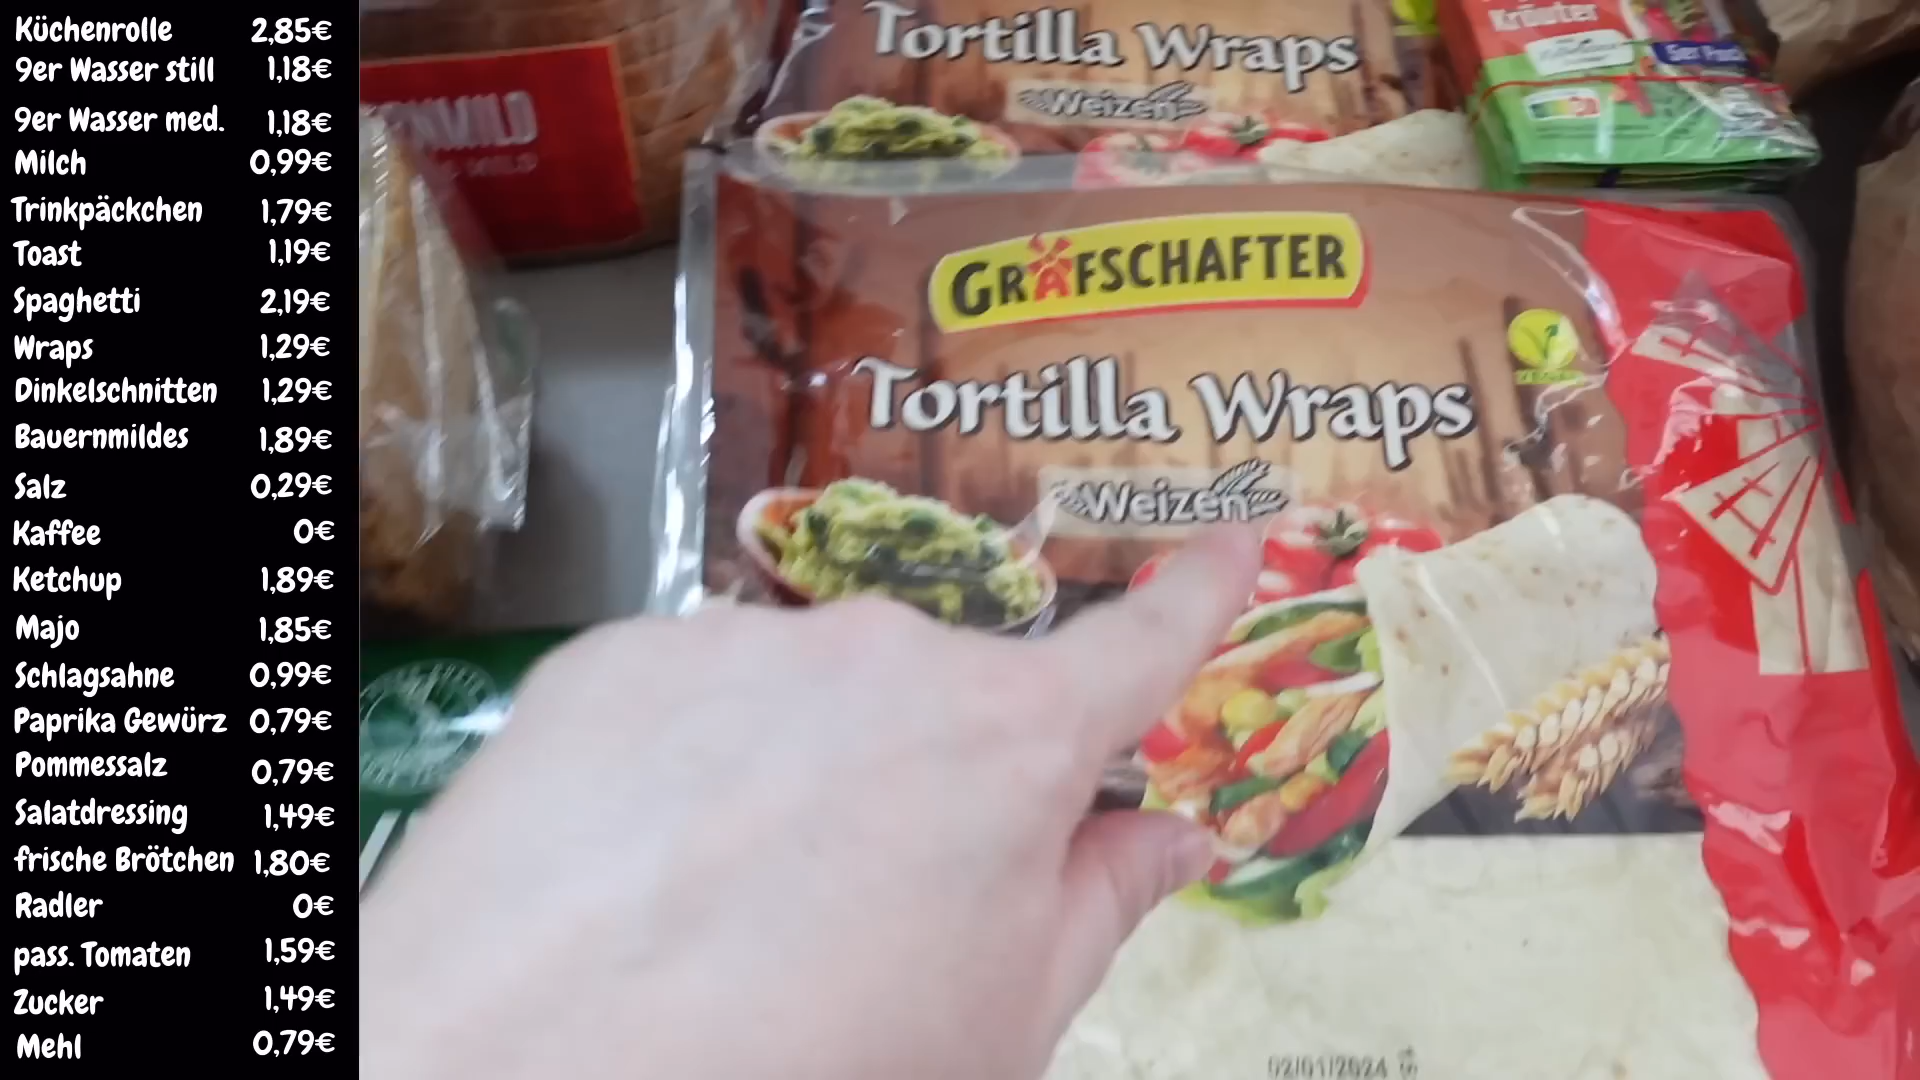 Küchenrolle 2,85€
9er Wasser still 1,18€
9er Wasser med. 1,18€
Milch 0,99€
Trinkpäckchen 1,79€
Toast 1,19€
Spaghetti 2,19€
Wraps 1,29€
Dinkelschnitten 1,29€
Bauernmildes 1,89€
Salz 0,29€
Kaffee 0€
Ketchup 1,89€
Majo 1,85€
Schlagsahne 0,99€
Paprika Gewürz 0,79€
Pommessalz 0,79€
Salatdressing 1,49€
frische Brötchen 1,80€
Radler 0€
pass. Tomaten 1,59€
Zucker 1,49€
Mehl 0,79€
Tortilla Wraps
Weizen
Kräuter
5er Pack
GRAFSCHAFTER
Tortilla Wraps
Weizen
02/01/2024